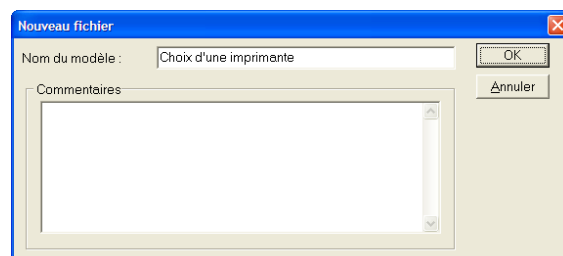 Nouveau fichier
Nom du modèle : Choix d'une imprimante OK
Commentaires Annuler